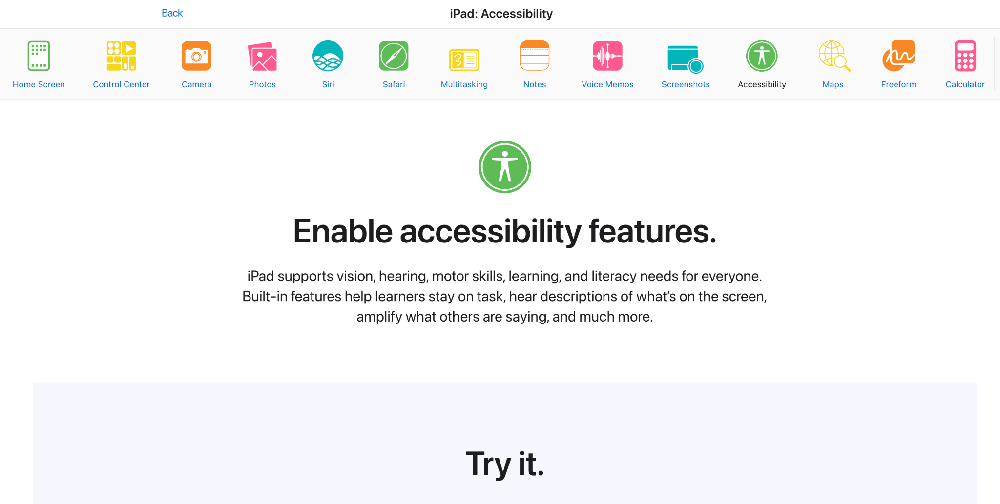 Back
iPad: Accessibility
Home Screen
Control Center
Camera
Photos
Siri
Safari
Multitasking
Notes
Voice Memos
Screenshots
Accessibility
Maps
Freeform
Calculator
Enable accessibility features.
iPad supports vision, hearing, motor skills, learning, and literacy needs for everyone.
Built-in features help learners stay on task, hear descriptions of what’s on the screen,
amplify what others are saying, and much more.
Try it.